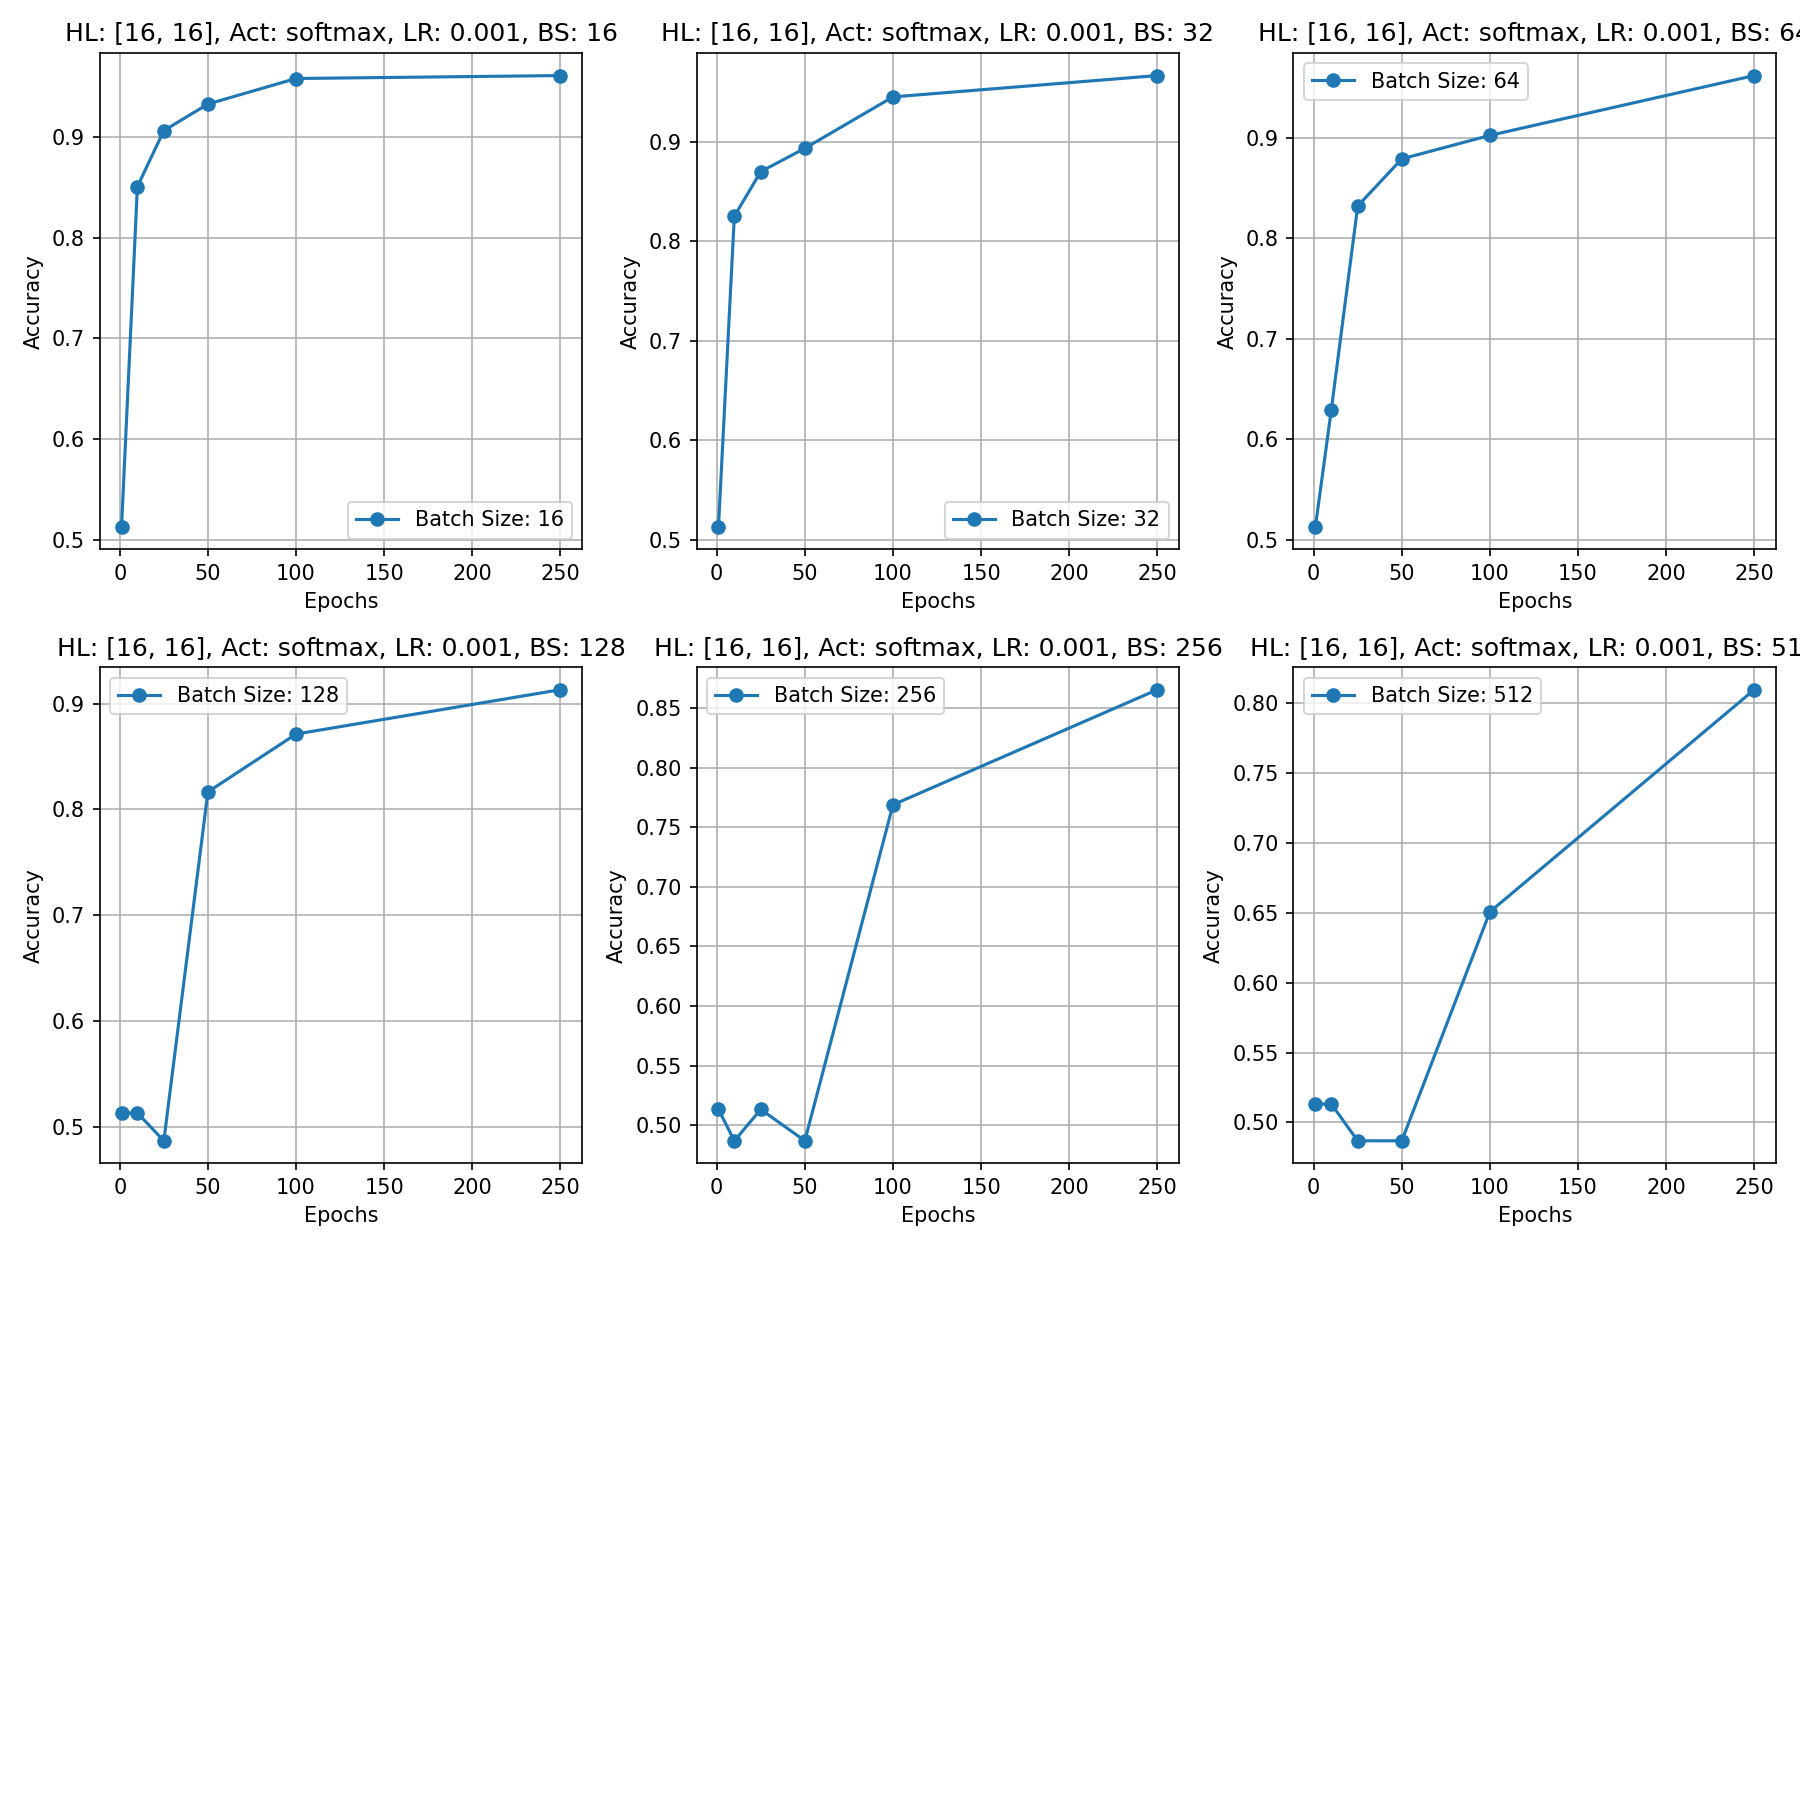 HL: [16, 16], Act: softmax, LR: 0.001, BS: 16
Accuracy
0.9
0.8
0.7
0.6
0.5
Batch Size: 16
0 50 100 150 200 250
Epochs
HL: [16, 16], Act: softmax, LR: 0.001, BS: 32
Accuracy
0.9
0.8
0.7
0.6
0.5
Batch Size: 32
0 50 100 150 200 250
Epochs
HL: [16, 16], Act: softmax, LR: 0.001, BS: 64
Batch Size: 64
Accuracy
0.9
0.8
0.7
0.6
0.5
0 50 100 150 200 250
Epochs
HL: [16, 16], Act: softmax, LR: 0.001, BS: 128
Batch Size: 128
Accuracy
0.9
0.8
0.7
0.6
0.5
0 50 100 150 200 250
Epochs
HL: [16, 16], Act: softmax, LR: 0.001, BS: 256
Batch Size: 256
Accuracy
0.85
0.80
0.75
0.70
0.65
0.60
0.55
0.50
0 50 100 150 200 250
Epochs
HL: [16, 16], Act: softmax, LR: 0.001, BS: 51
Batch Size: 512
Accuracy
0.80
0.75
0.70
0.65
0.60
0.55
0.50
0 50 100 150 200 250
Epochs